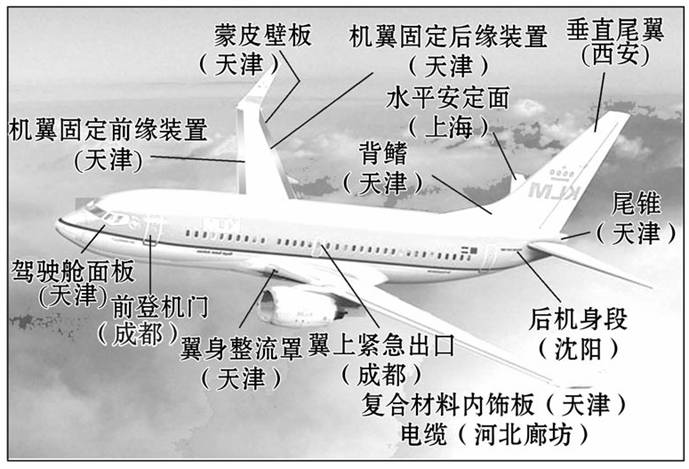 蒙皮壁板
（天津）
机翼固定后缘装置
（天津）
垂直尾翼
(西安)
水平安定面
（上海）
机翼固定前缘装置
(天津)
背鳍
（天津）
KLM
尾锥
（天津）
驾驶舱面板
(天津)
前登机门
（成都）
翼身整流罩
（天津）
翼上紧急出口
（成都）
后机身段
（沈阳）
复合材料内饰板（天津）
电缆（河北廊坊）